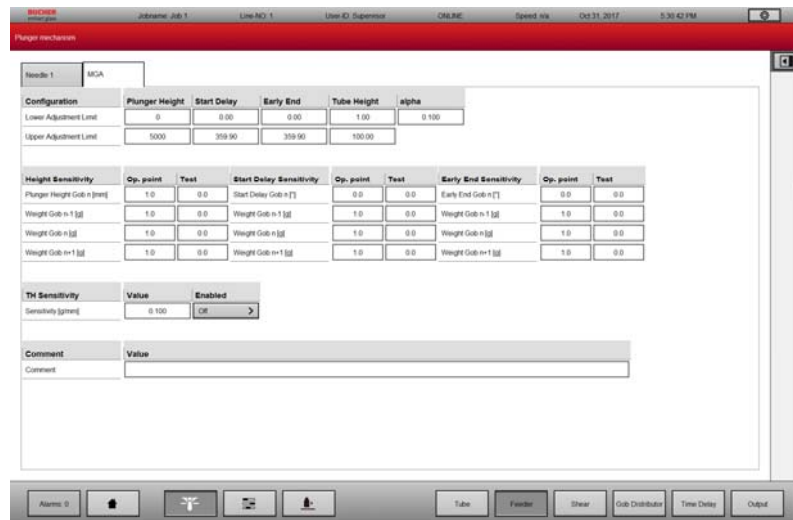 BUCHER
emhartglass
Jobname: Job 1 Line-NO: 1 User-ID: Supervisor ONLINE Speed: n/a Oct 31, 2017 5:30:42 PM
Plunger mechanism
Needle 1 MGA
Configuration Plunger Height Start Delay Early End Tube Height alpha
Lower Adjustment Limit 0 0.00 0.00 1.00 0.100
Upper Adjustment Limit 5000 359.90 359.90 100.00
Height Sensitivity Op. point Test Start Delay Sensitivity Op. point Test Early End Sensitivity Op. point Test
Plunger Height Gob n [mm] 1.0 0.0 Start Delay Gob n [°] 0.0 0.0 Early End Gob n [°] 0.0 0.0
Weight Gob n-1 [g] 1.0 0.0 Weight Gob n-1 [g] 1.0 0.0 Weight Gob n-1 [g] 1.0 0.0
Weight Gob n [g] 1.0 0.0 Weight Gob n [g] 1.0 0.0 Weight Gob n [g] 1.0 0.0
Weight Gob n+1 [g] 1.0 0.0 Weight Gob n+1 [g] 1.0 0.0 Weight Gob n+1 [g] 1.0 0.0
TH Sensitivity Value Enabled
Sensitivity [g/mm] 0.100 Off
Comment Value
Comment
Alarms: 0 Tube Feeder Shear Gob Distributor Time Delay Output